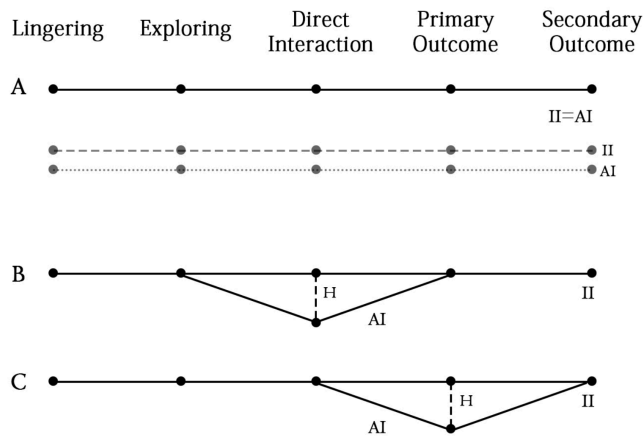 Lingering Exploring Direct Interaction Primary Outcome Secondary Outcome
A
II=AI
II
AI
B
H
AI
II
C
H
AI
II